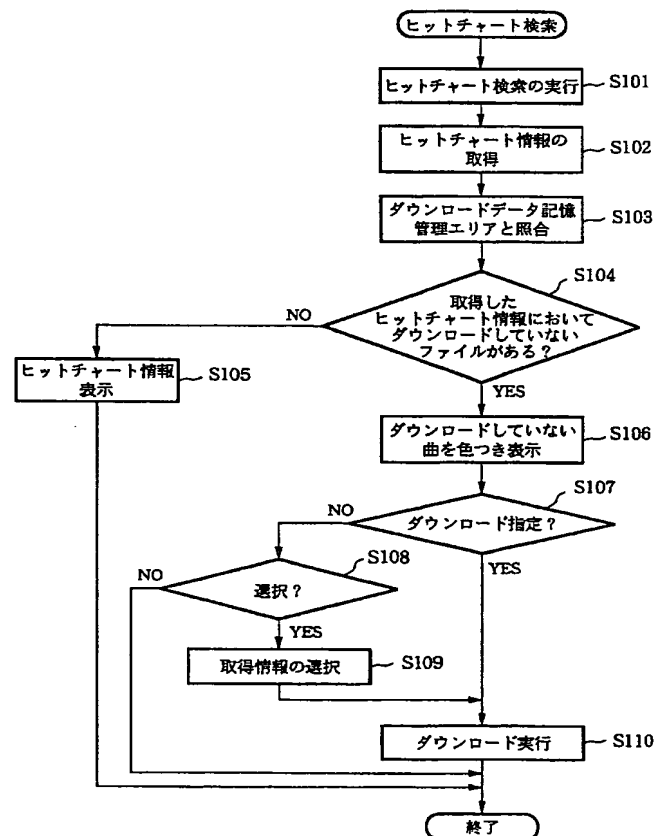 ヒットチャート検索
ヒットチャート検索の実行
S101
ヒットチャート情報の
取得
S102
ダウンロードデータ記憶
管理エリアと照合
S103
S104
取得した
ヒットチャート情報において
ダウンロードしていない
ファイルがある?
NO
YES
ヒットチャート情報
表示
S105
ダウンロードしていない
曲を色つき表示
S106
S107
ダウンロード指定?
NO
YES
S108
選択?
NO
YES
取得情報の選択
S109
ダウンロード実行
S110
終了